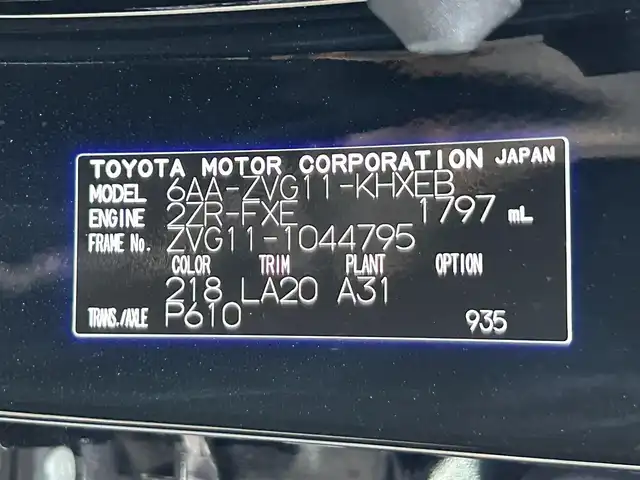 TOYOTA MOTOR CORPORATION JAPAN
MODEL 6AA-ZVG11-KHXEB
ENGINE 2ZR-FXE 1797 mL
FRAME No. ZVG11-1044795
COLOR TRIM PLANT OPTION
218 LA20 A31
TRANS./AXLE P610 935